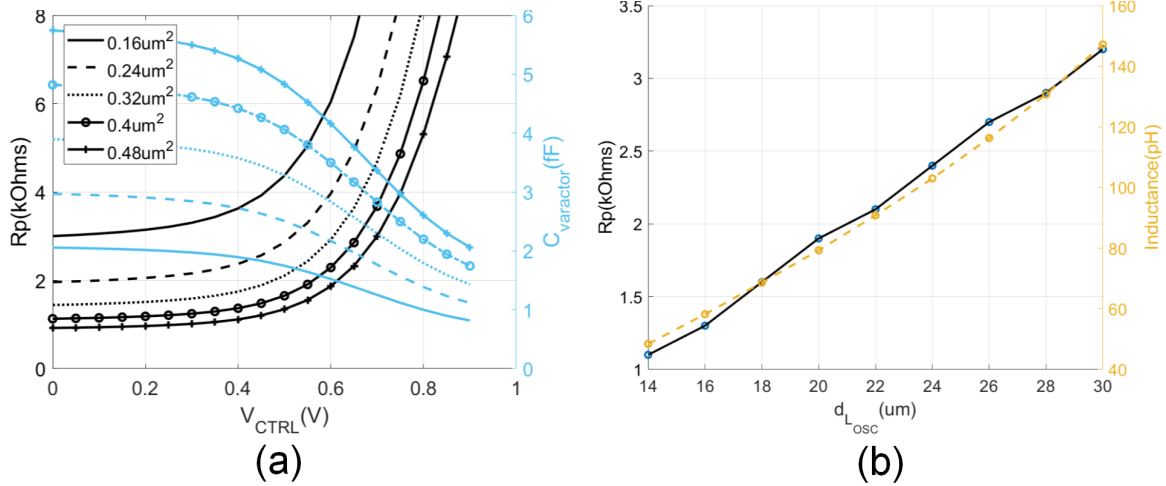 8
6
4
2
0
Rp(kOhms)
0.16um²
0.24um²
0.32um²
0.4um²
0.48um²
6
5
4
3
2
1
0
C_varactor(fF)
0 0.2 0.4 0.6 0.8 1
V_CTRL(V)
(a)
3.5
3
2.5
2
1.5
1
Rp(kOhms)
160
140
120
100
80
60
40
Inductance(pH)
14 16 18 20 22 24 26 28 30
d_L_OSC (um)
(b)